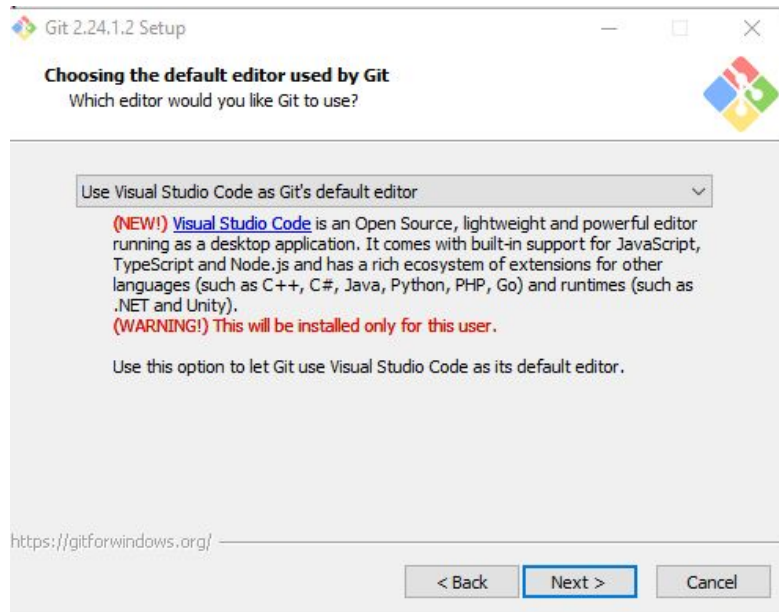 Git 2.24.1.2 Setup
Choosing the default editor used by Git
Which editor would you like Git to use?
Use Visual Studio Code as Git's default editor
(NEW!) Visual Studio Code is an Open Source, lightweight and powerful editor
running as a desktop application. It comes with built-in support for JavaScript,
TypeScript and Node.js and has a rich ecosystem of extensions for other
languages (such as C++, C#, Java, Python, PHP, Go) and runtimes (such as
.NET and Unity).
(WARNING!) This will be installed only for this user.
Use this option to let Git use Visual Studio Code as its default editor.
https://gitforwindows.org/
< Back Next > Cancel